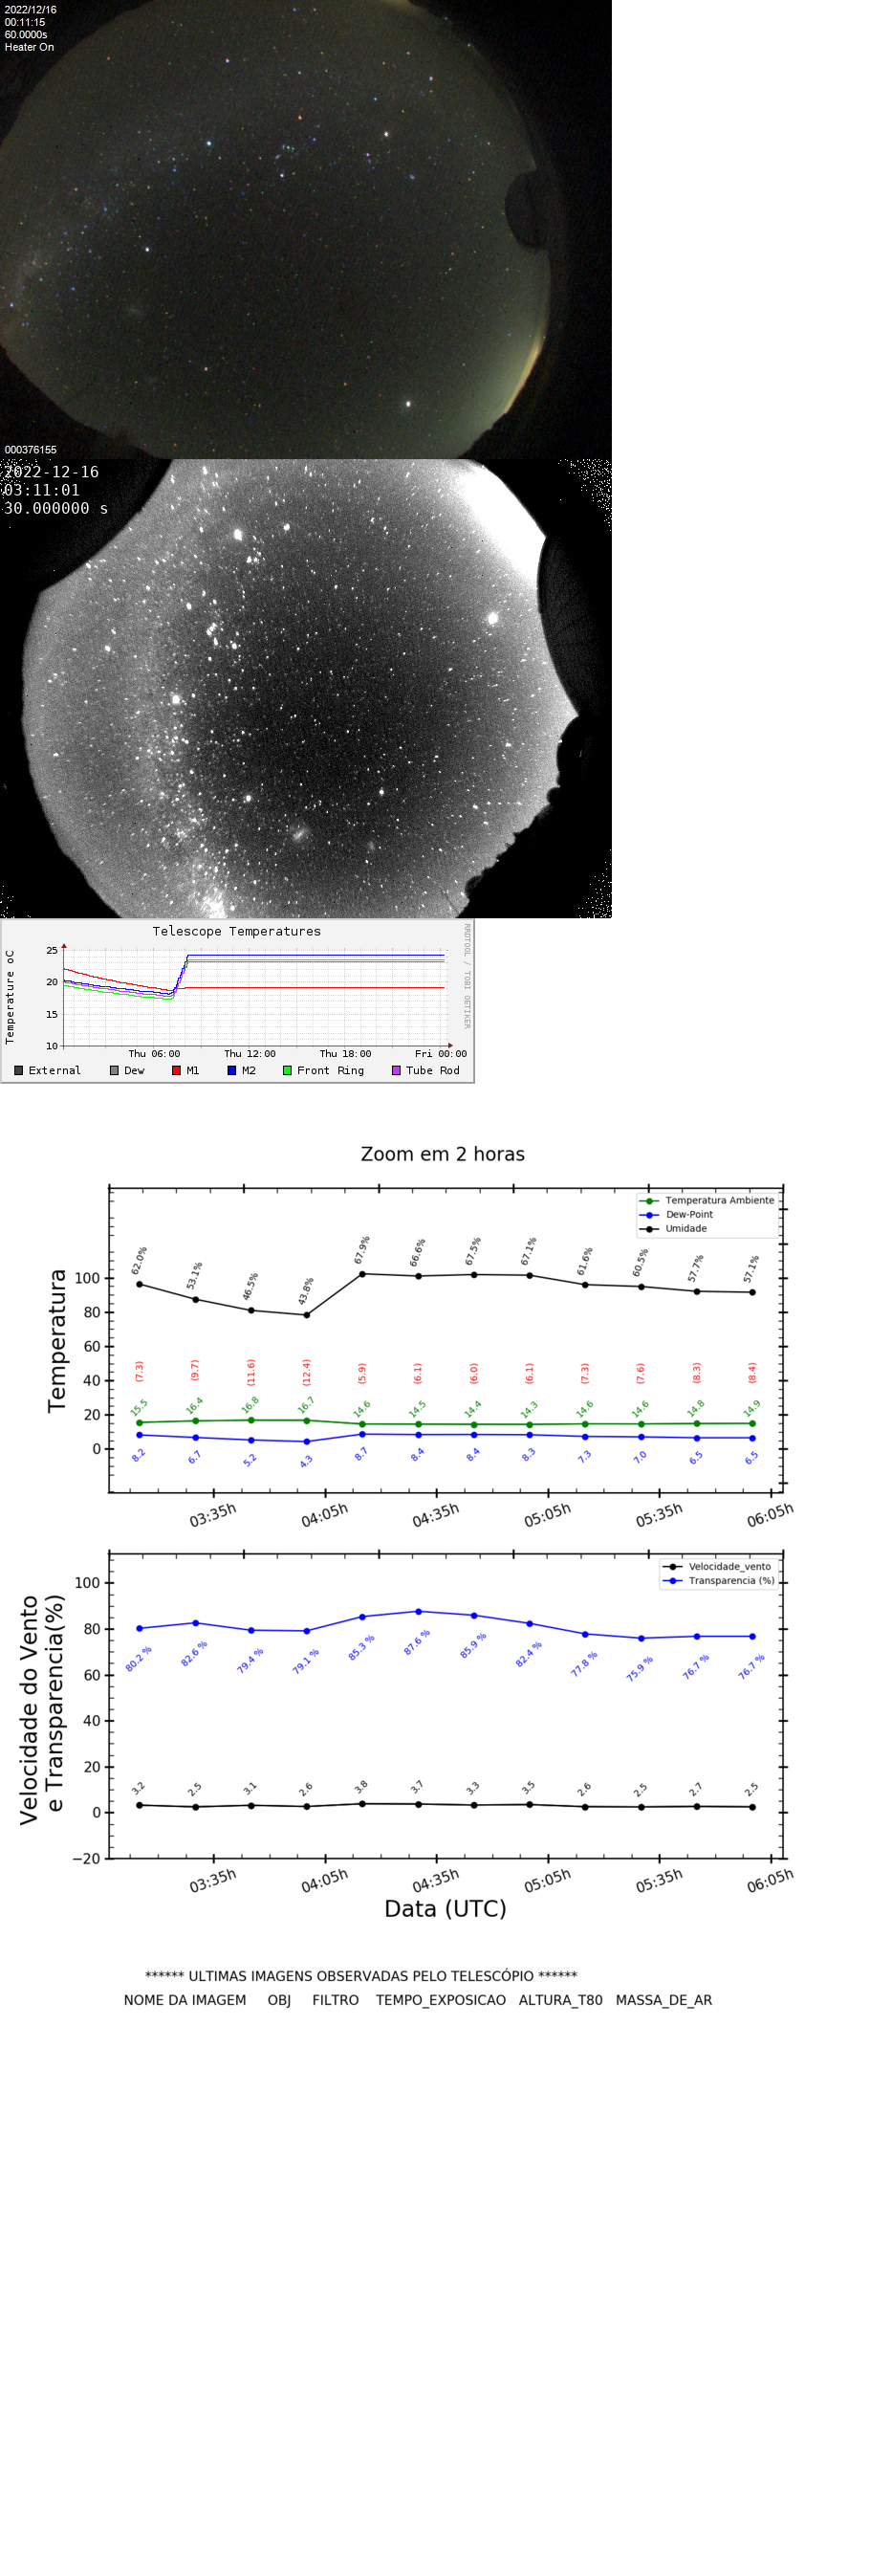 2022/12/16
00:11:15
60.0000s
Heater On
000376155
2022-12-16
03:11:01
30.000000 s
Telescope Temperatures
RRDTOOL / TOBI OETIKER
Temperature oC
25
20
15
10
Thu 06:00 Thu 12:00 Thu 18:00 Fri 00:00
External Dew M1 M2 Front Ring Tube Rod
Zoom em 2 horas
Temperatura Ambiente
Dew-Point
Umidade
Temperatura
100
80
60
40
20
0
62.0% 53.1% 46.5% 43.8% 67.9% 66.6% 67.5% 67.1% 61.6% 60.5% 57.7% 57.1%
(7.3) (9.7) (11.6) (12.4) (5.9) (6.1) (6.0) (6.1) (7.3) (7.6) (8.3) (8.4)
15.5 16.4 16.8 16.7 14.6 14.5 14.4 14.3 14.6 14.6 14.8 14.9
8.2 6.7 5.2 4.3 8.7 8.4 8.4 8.3 7.3 7.0 6.5 6.5
03:35h 04:05h 04:35h 05:05h 05:35h 06:05h
Velocidade_vento
Transparencia (%)
Velocidade do Vento
e Transparencia(%)
100
80
60
40
20
0
−20
80.2 % 82.6 % 79.4 % 79.1 % 85.3 % 87.6 % 85.9 % 82.4 % 77.8 % 75.9 % 76.7 % 76.7 %
3.2 2.5 3.1 2.6 3.8 3.7 3.3 3.5 2.6 2.5 2.7 2.5
03:35h 04:05h 04:35h 05:05h 05:35h 06:05h
Data (UTC)
****** ULTIMAS IMAGENS OBSERVADAS PELO TELESCÓPIO ******
NOME DA IMAGEM OBJ FILTRO TEMPO_EXPOSICAO ALTURA_T80 MASSA_DE_AR